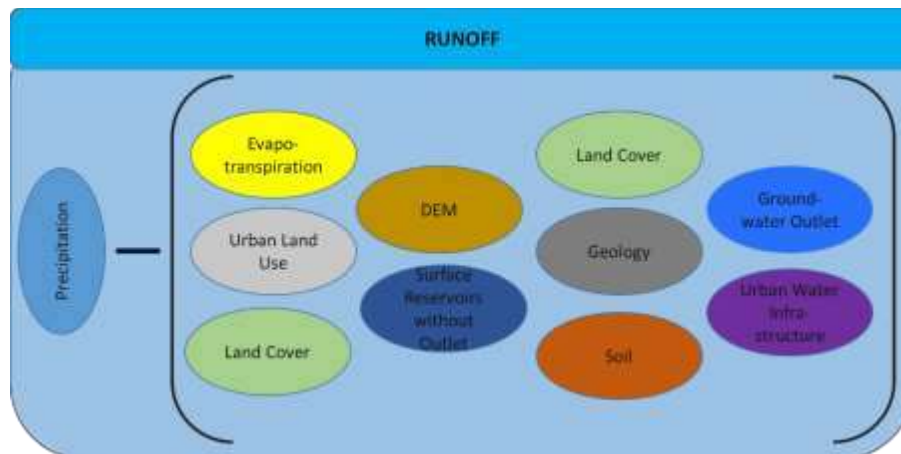 RUNOFF
Precipitation
Evapo-
transpiration
Urban Land
Use
Land Cover
DEM
Surface
Reservoirs
without
Outlet
Land Cover
Geology
Soil
Ground-
water Outlet
Urban Water
Infra-
structure